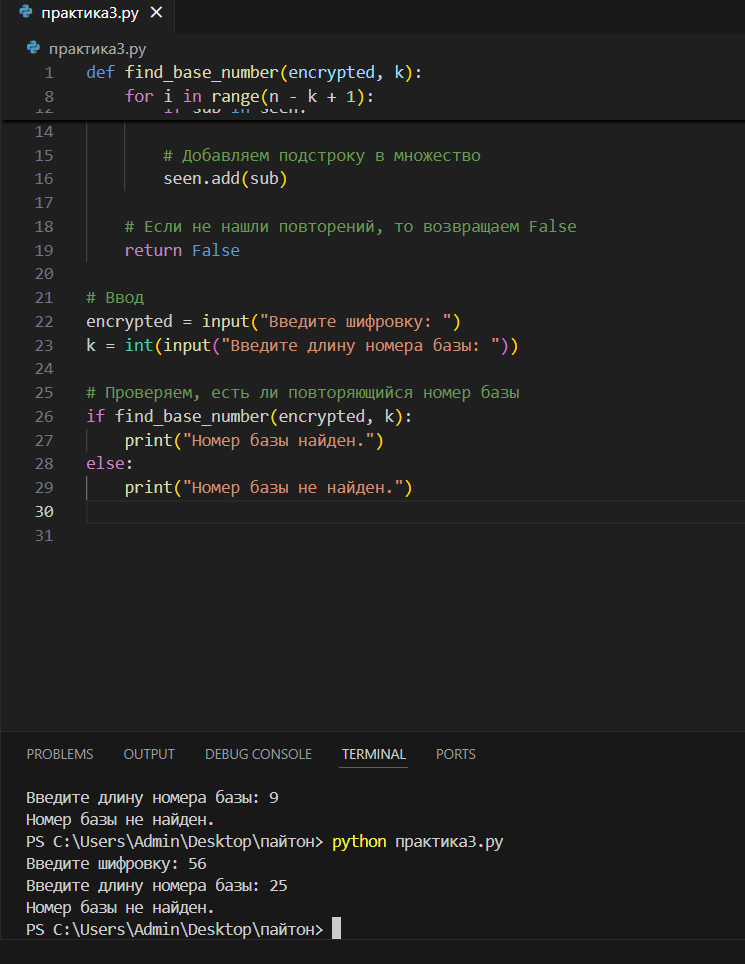 практика3.py
практика3.py
1 def find_base_number(encrypted, k):
8 for i in range(n - k + 1):
12 if sub in seen:
14
15 # Добавляем подстроку в множество
16 seen.add(sub)
17
18 # Если не нашли повторений, то возвращаем False
19 return False
20
21 # Ввод
22 encrypted = input("Введите шифровку: ")
23 k = int(input("Введите длину номера базы: "))
24
25 # Проверяем, есть ли повторяющийся номер базы
26 if find_base_number(encrypted, k):
27 print("Номер базы найден.")
28 else:
29 print("Номер базы не найден.")
30
31
PROBLEMS OUTPUT DEBUG CONSOLE TERMINAL PORTS
Введите длину номера базы: 9
Номер базы не найден.
PS C:\Users\Admin\Desktop\пайтон> python практика3.py
Введите шифровку: 56
Введите длину номера базы: 25
Номер базы не найден.
PS C:\Users\Admin\Desktop\пайтон>